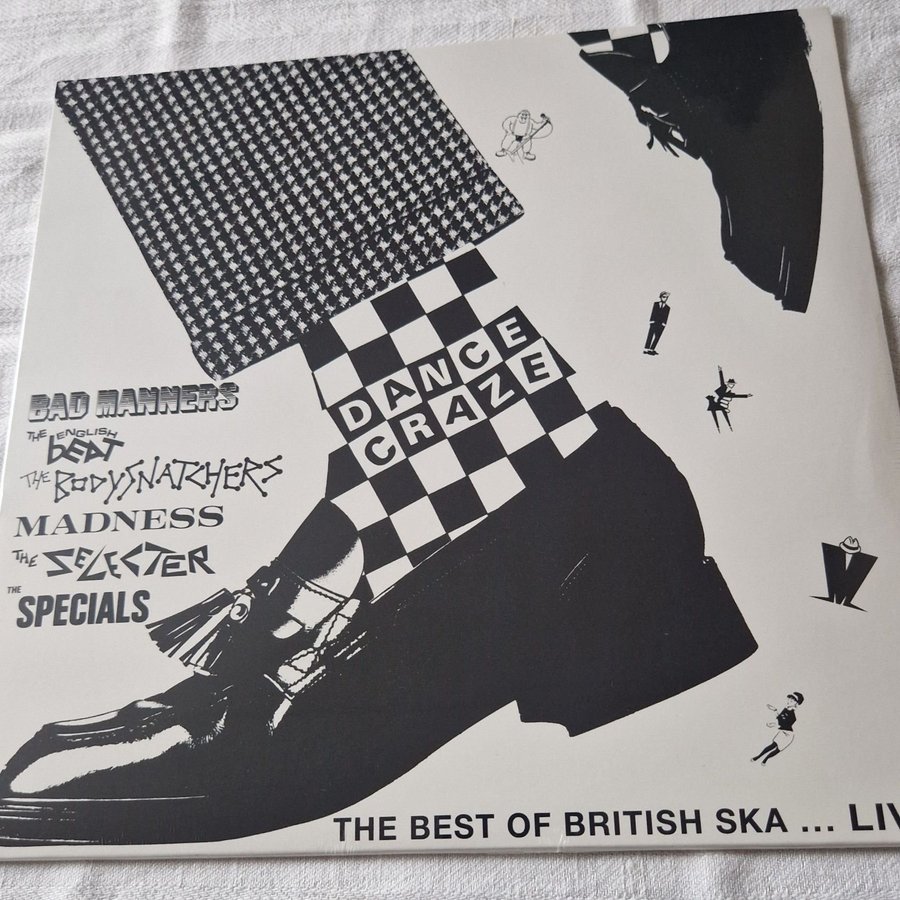 DANCE
CRAZE
BAD MANNERS
THE ENGLISH
BEAT
THE BODYSNATCHERS
MADNESS
THE SELECTER
THE SPECIALS
THE BEST OF BRITISH SKA ... LIV